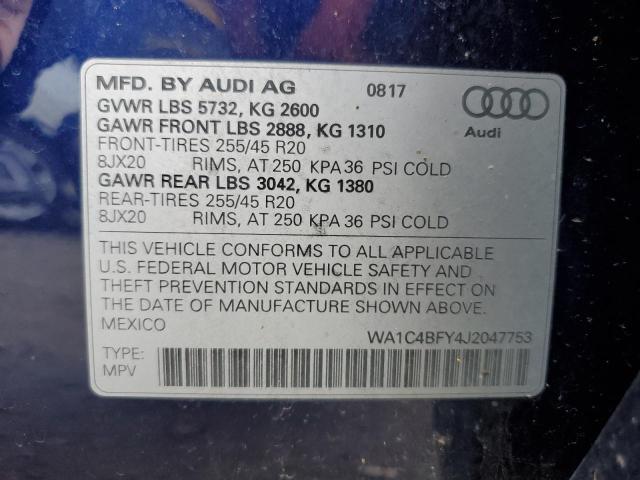 MFD. BY AUDI AG 0817
GVWR LBS 5732, KG 2600
GAWR FRONT LBS 2888, KG 1310
FRONT-TIRES 255/45 R20
8JX20 RIMS, AT 250 KPA 36 PSI COLD
GAWR REAR LBS 3042, KG 1380
REAR-TIRES 255/45 R20
8JX20 RIMS, AT 250 KPA 36 PSI COLD
Audi
THIS VEHICLE CONFORMS TO ALL APPLICABLE
U.S. FEDERAL MOTOR VEHICLE SAFETY AND
THEFT PREVENTION STANDARDS IN EFFECT ON
THE DATE OF MANUFACTURE SHOWN ABOVE.
MEXICO
WA1C4BFY4J2047753
TYPE:
MPV